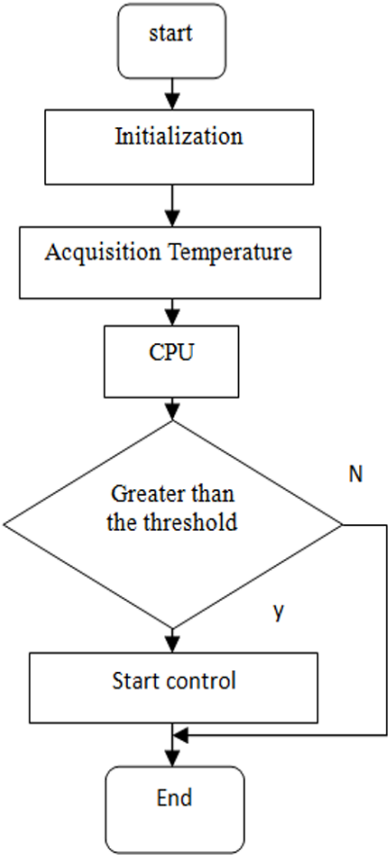 start
Initialization
Acquisition Temperature
CPU
Greater than
the threshold
N
y
Start control
End